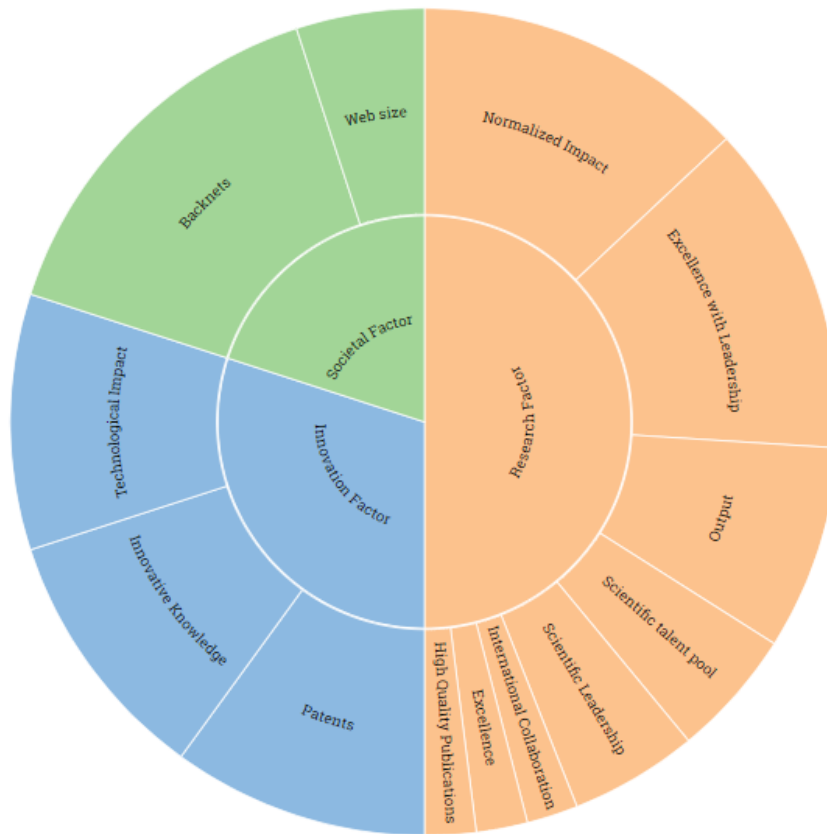 Web size
Normalized Impact
Backnets
Excellence with Leadership
Societal Factor
Research Factor
Technological Impact
Innovation Factor
Output
Innovative Knowledge
Scientific talent pool
Scientific Leadership
International Collaboration
Excellence
High Quality Publications
Patents